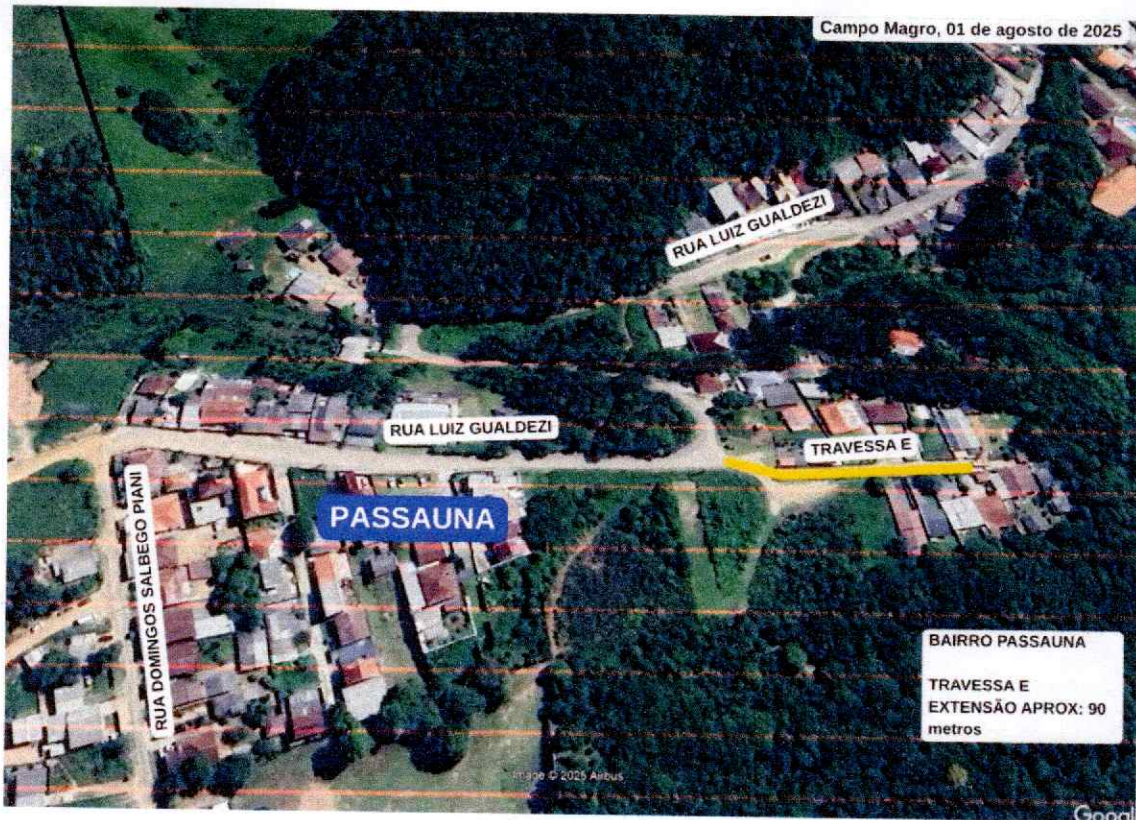 Campo Magro, 01 de agosto de 2025
RUA LUIZ GUALDEZI
RUA LUIZ GUALDEZI
TRAVESSA E
RUA DOMINGOS SALBEGO PIANI
PASSAUNA
BAIRRO PASSAUNA
TRAVESSA E
EXTENSÃO APROX: 90
metros
Image © 2025 Airbus
Googl